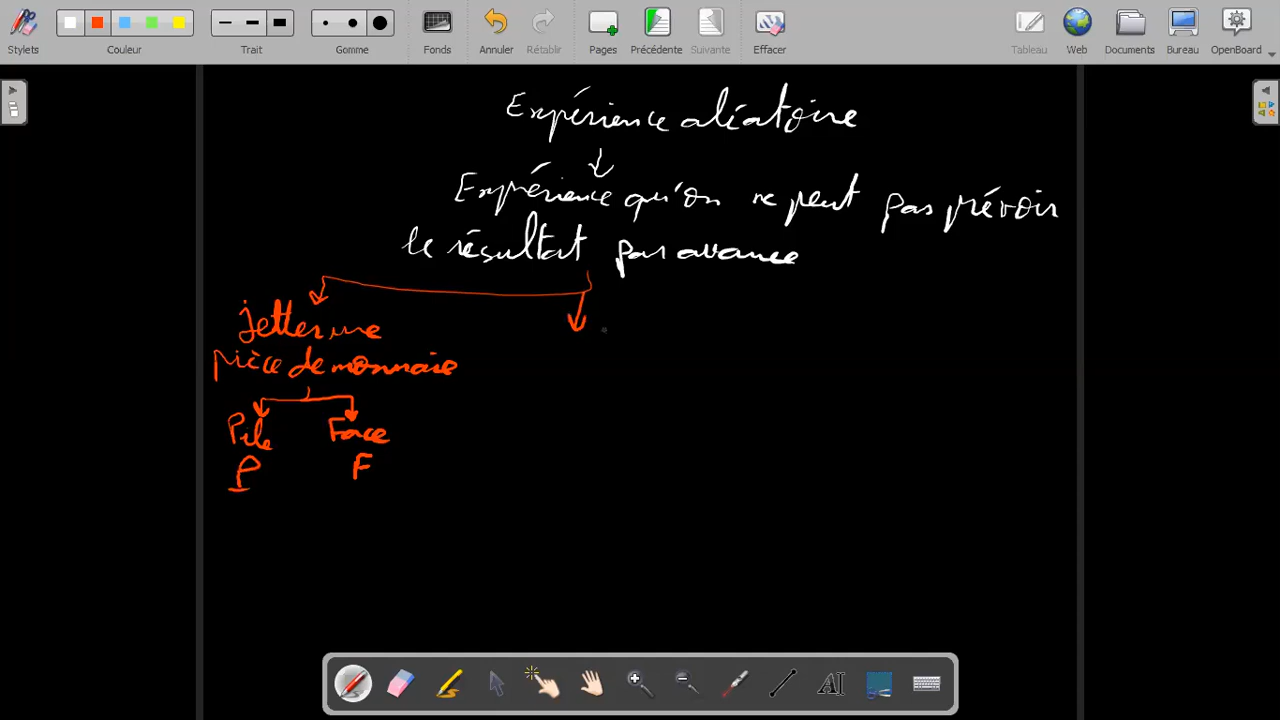 Stylets
Couleur
Trait
Gomme
Fonds
Annuler
Rétablir
Pages
Précédente
Suivante
Effacer
Tableau
Web
Documents
Bureau
OpenBoard
Expérience aléatoire
Expérience qu'on ne peut pas prévoir
le résultat par avance
jetter une
pièce de monnaie
Pile Face
P F
AI